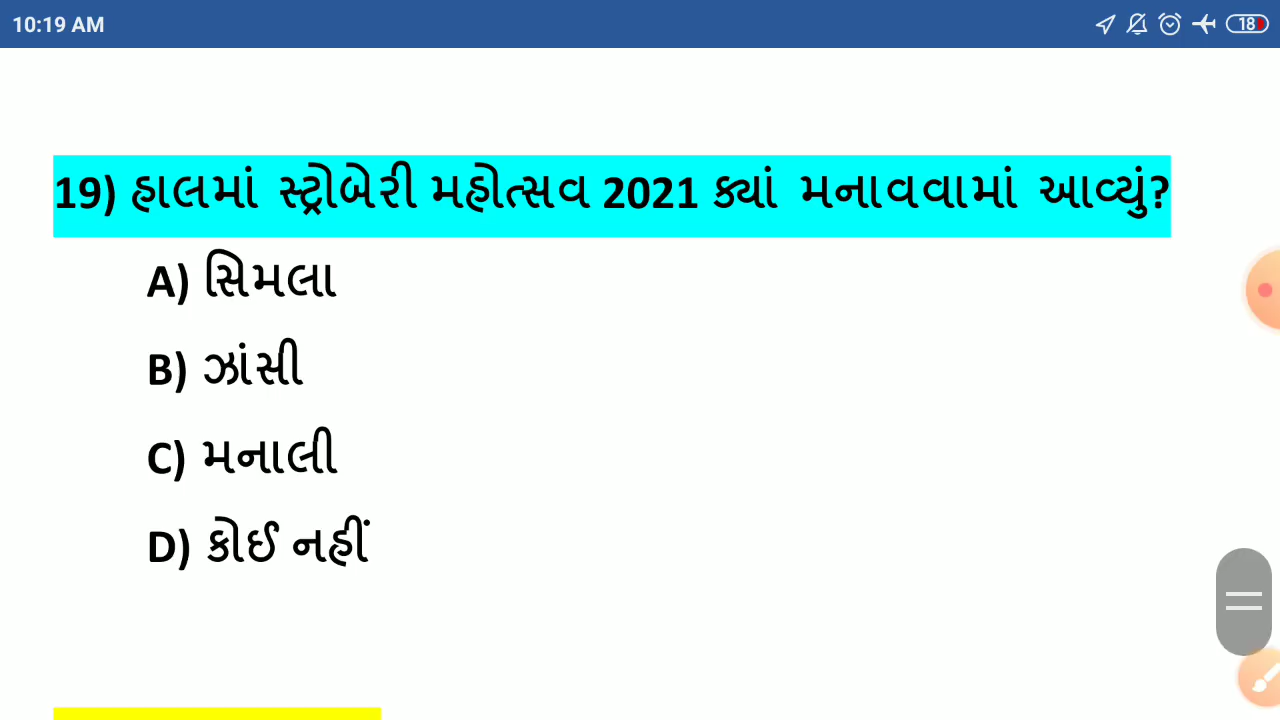 10:19 AM
18
19) હાલમાં સ્ટ્રોબેરી મહોત્સવ 2021 ક્યાં મનાવવામાં આવ્યું?
A) સિમલા
B) ઝાંસી
C) મનાલી
D) કોઈ નહીં